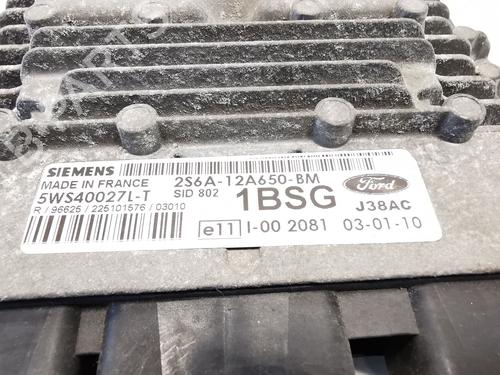 SIEMENS
MADE IN FRANCE
5WS40027L-T
R / 96625 / 225101576 / 03010
2S6A-12A650-BM
SID 802
1BSG
Ford
J38AC
e11 I-00 2081 03-01-10
B-PARTS